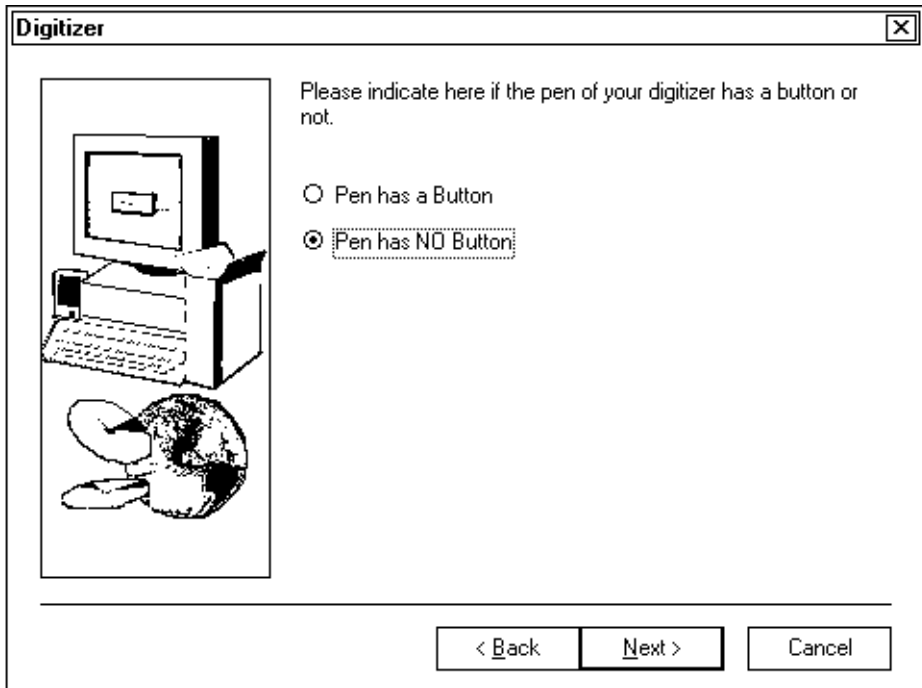 Digitizer
Please indicate here if the pen of your digitizer has a button or
not.
Pen has a Button
Pen has NO Button
< Back
Next >
Cancel